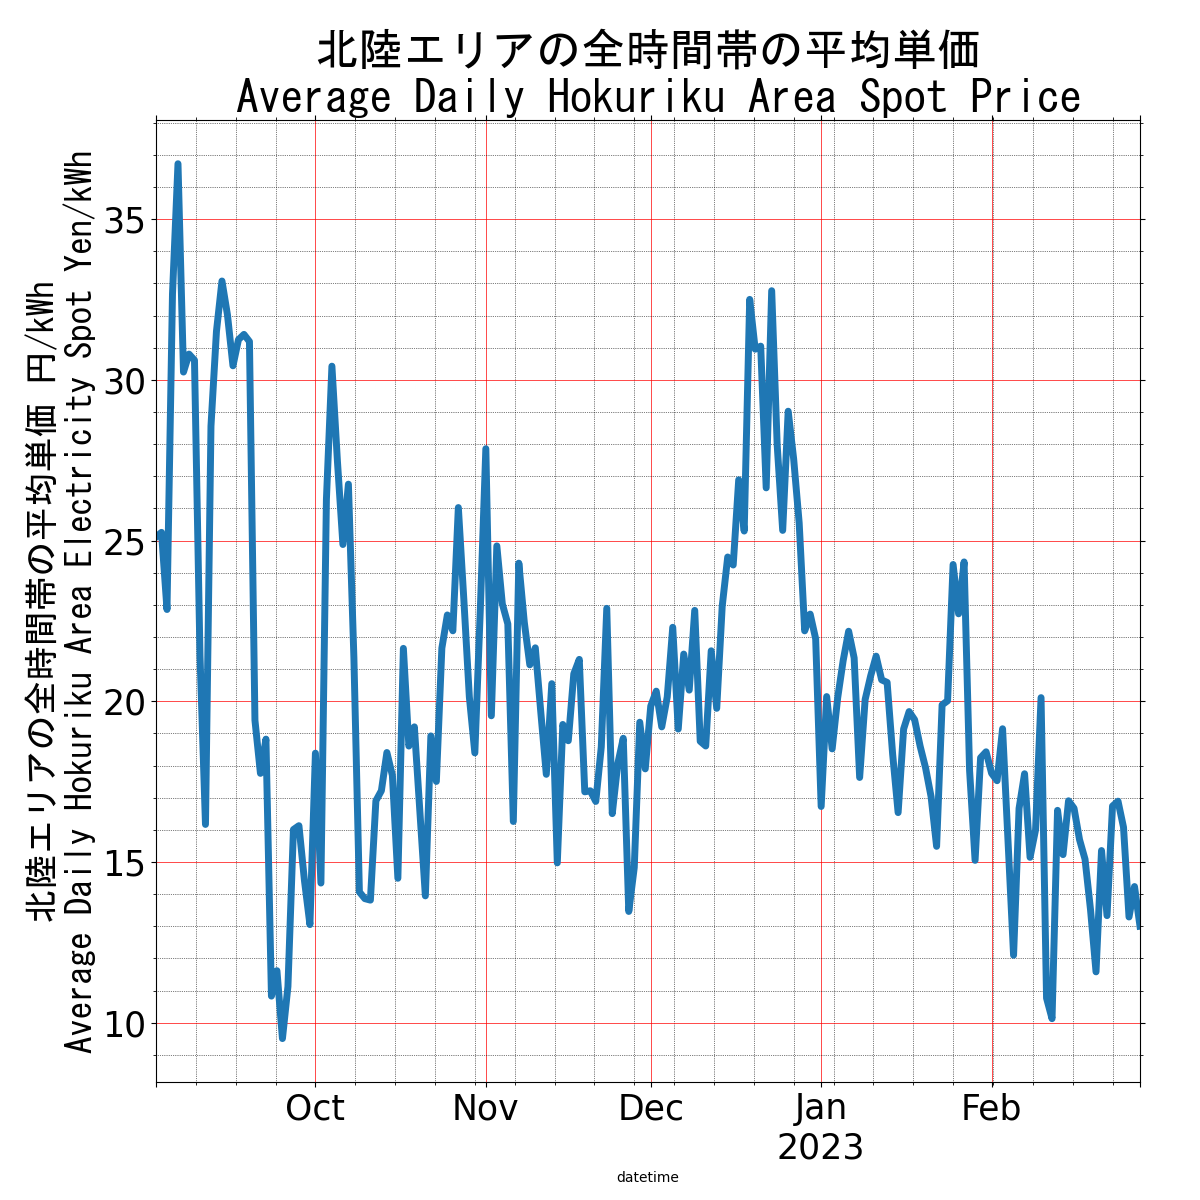 北陸エリアの全時間帯の平均単価
Average Daily Hokuriku Area Spot Price
北陸エリアの全時間帯の平均単価 円/kWh
Average Daily Hokuriku Area Electricity Spot Yen/kWh
35
30
25
20
15
10
Oct
Nov
Dec
Jan
2023
Feb
datetime